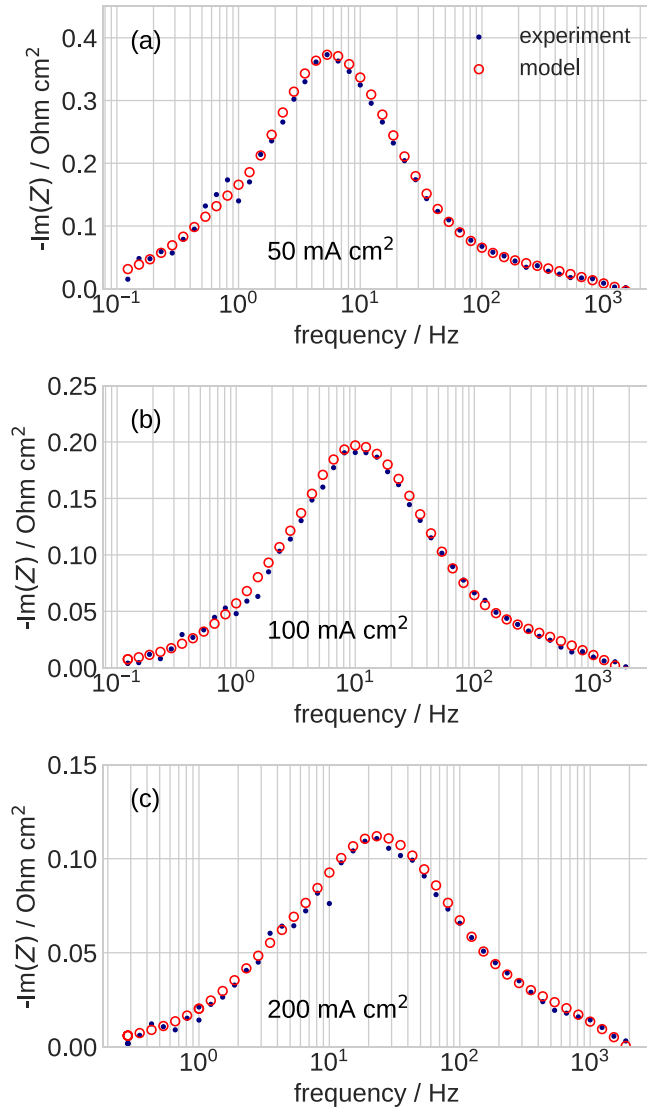 (a)
experiment
model
-Im(Z) / Ohm cm²
0.4
0.3
0.2
0.1
0.0
50 mA cm²
10⁻¹ 10⁰ 10¹ 10² 10³
frequency / Hz
(b)
-Im(Z) / Ohm cm²
0.25
0.20
0.15
0.10
0.05
0.00
100 mA cm²
10⁻¹ 10⁰ 10¹ 10² 10³
frequency / Hz
(c)
-Im(Z) / Ohm cm²
0.15
0.10
0.05
0.00
200 mA cm²
10⁰ 10¹ 10² 10³
frequency / Hz